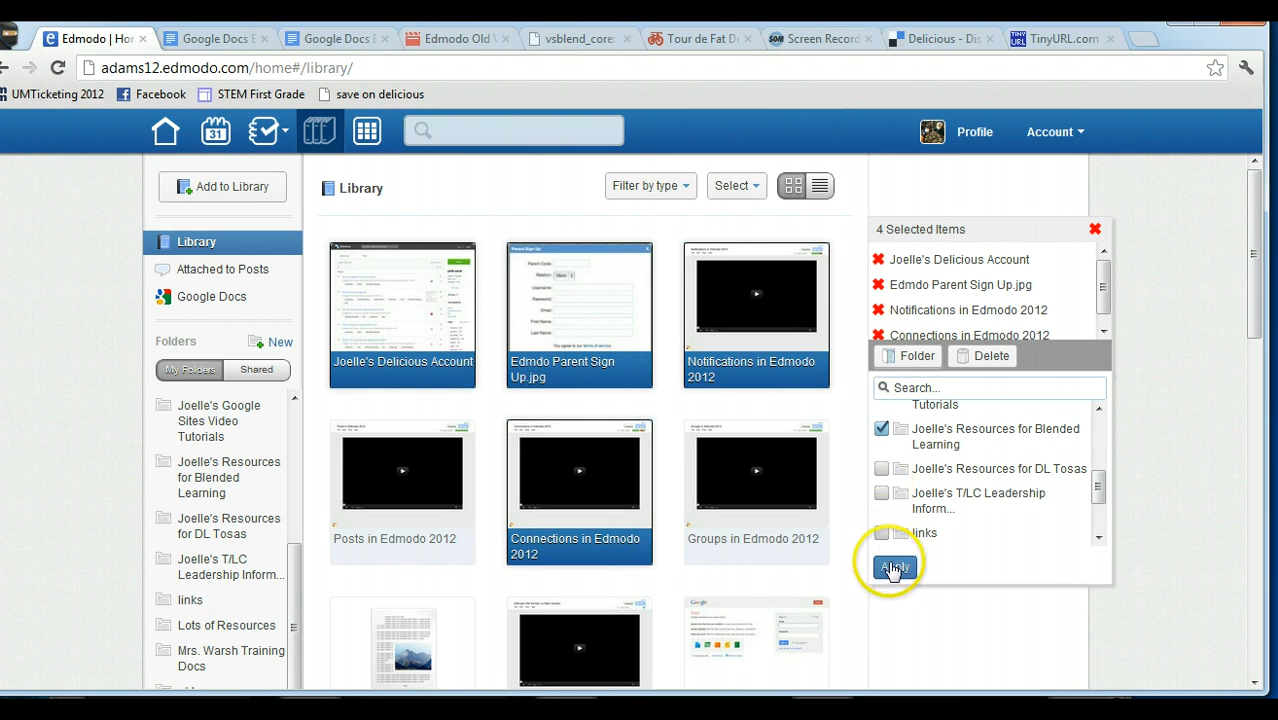 Edmodo | Hor
Google Docs E
Google Docs E
Edmodo Old V
vsblend_core:
Tour de Fat D
Screen Record
Delicious - Dis
TinyURL.com
adams12.edmodo.com/home#/library/
UMTicketing 2012
Facebook
STEM First Grade
save on delicious
31
Profile
Account
Add to Library
Library
Filter by type
Select
Library
Attached to Posts
Google Docs
Folders
New
My Folders
Shared
Joelle's Google
Sites Video
Tutorials
Joelle's Resources
for Blended
Learning
Joelle's Resources
for DL Tosas
Joelle's T/LC
Leadership Inform...
links
Lots of Resources
Mrs. Warsh Training
Docs
Joelle's Delicious Account
Edmdo Parent Sign
Up.jpg
Notifications in Edmodo
2012
Posts in Edmodo 2012
Connections in Edmodo
2012
Groups in Edmodo 2012
4 Selected Items
Joelle's Delicious Account
Edmdo Parent Sign Up.jpg
Notifications in Edmodo 2012
Connections in Edmodo 2012
Folder
Delete
Search...
Tutorials
Joelle's Resources for Blended
Learning
Joelle's Resources for DL Tosas
Joelle's T/LC Leadership
Inform...
links
Apply